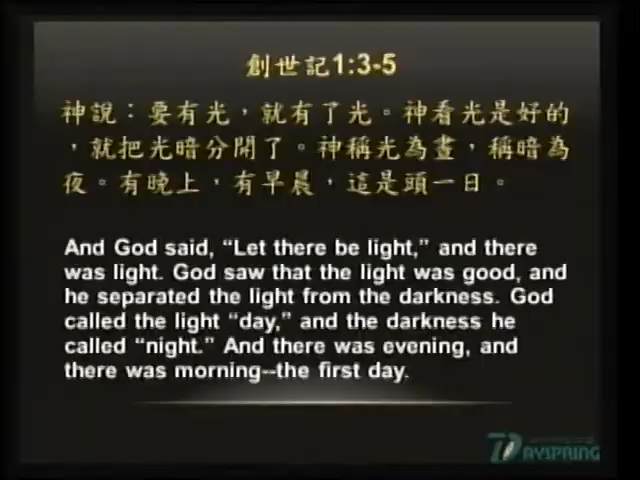 創世記1:3-5
神說：要有光，就有了光。神看光是好的
，就把光暗分開了。神稱光為晝，稱暗為
夜。有晚上，有早晨，這是頭一日。
And God said, “Let there be light,” and there
was light. God saw that the light was good, and
he separated the light from the darkness. God
called the light “day,” and the darkness he
called “night.” And there was evening, and
there was morning--the first day.
DAYSPRING